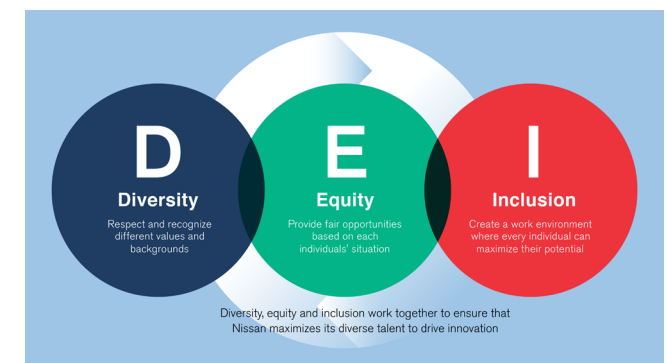 D
Diversity
Respect and recognize
different values and
backgrounds
E
Equity
Provide fair opportunities
based on each
individuals' situation
I
Inclusion
Create a work environment
where every individual can
maximize their potential
Diversity, equity and inclusion work together to ensure that
Nissan maximizes its diverse talent to drive innovation